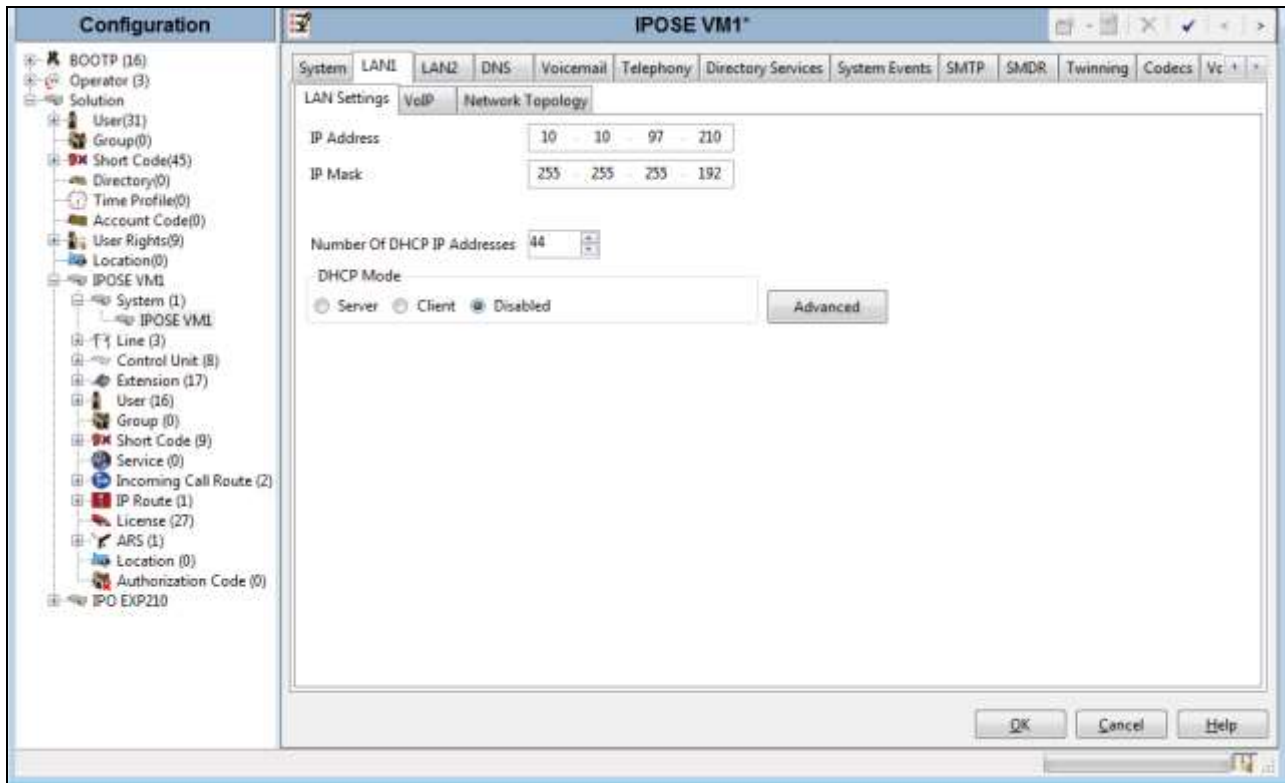 Configuration
BOOTP (16)
Operator (3)
Solution
User(31)
Group(0)
Short Code(45)
Directory(0)
Time Profile(0)
Account Code(0)
User Rights(9)
Location(0)
IPOSE VM1
System (1)
IPOSE VM1
Line (3)
Control Unit (8)
Extension (17)
User (16)
Group (0)
Short Code (9)
Service (0)
Incoming Call Route (2)
IP Route (1)
License (27)
ARS (1)
Location (0)
Authorization Code (0)
IPO EXP210
IPOSE VM1*
System LAN1 LAN2 DNS Voicemail Telephony Directory Services System Events SMTP SMDR Twinning Codecs
LAN Settings VoIP Network Topology
IP Address 10 . 10 . 97 . 210
IP Mask 255 . 255 . 255 . 192
Number Of DHCP IP Addresses 44
DHCP Mode
Server Client Disabled Advanced
OK Cancel Help